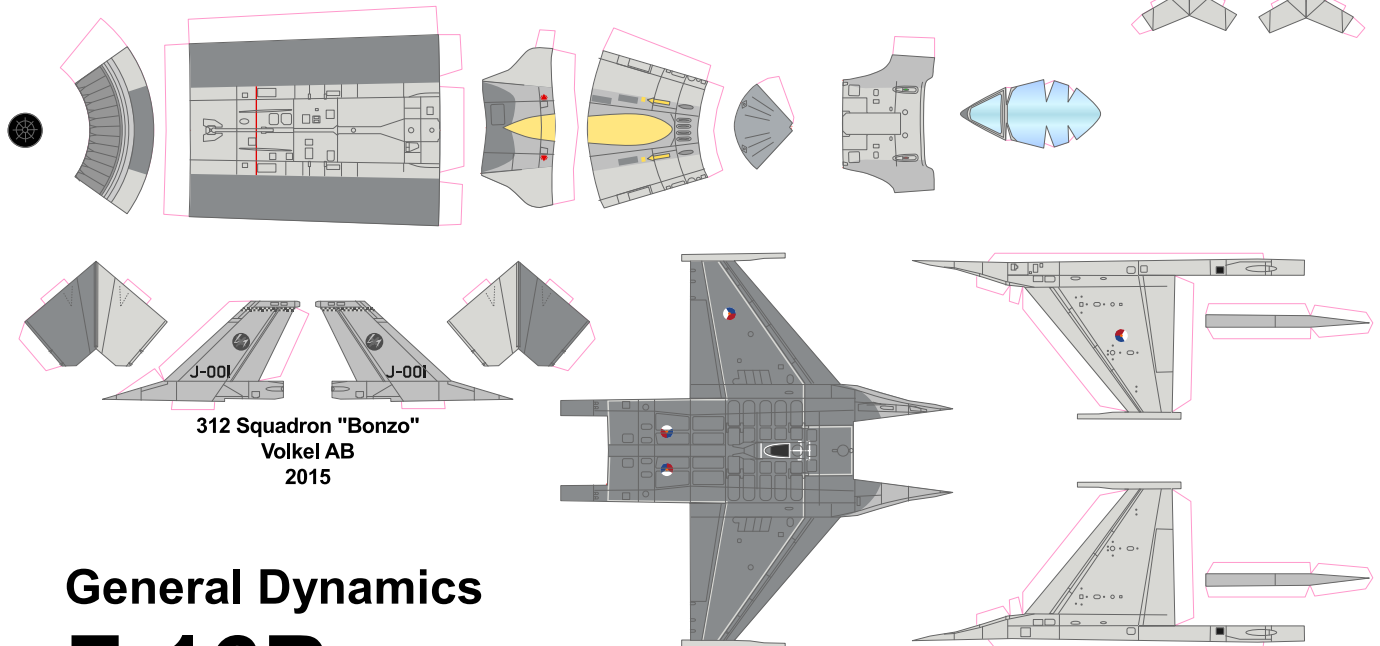 J-001 J-001
312 Squadron "Bonzo"
Volkel AB
2015
General Dynamics